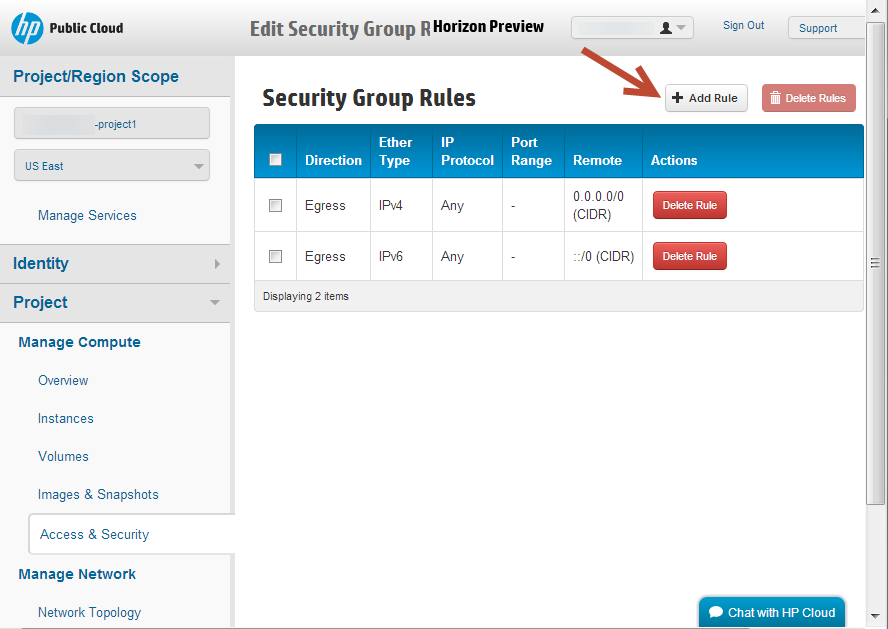 hp Public Cloud
Edit Security Group R
Horizon Preview
Sign Out
Support
Project/Region Scope
-project1
US East
Manage Services
Identity
Project
Manage Compute
Overview
Instances
Volumes
Images & Snapshots
Access & Security
Manage Network
Network Topology
Security Group Rules
Add Rule
Delete Rules
Direction
Ether Type
IP Protocol
Port Range
Remote
Actions
Egress IPv4 Any - 0.0.0.0/0 (CIDR) Delete Rule
Egress IPv6 Any - ::/0 (CIDR) Delete Rule
Displaying 2 items
Chat with HP Cloud